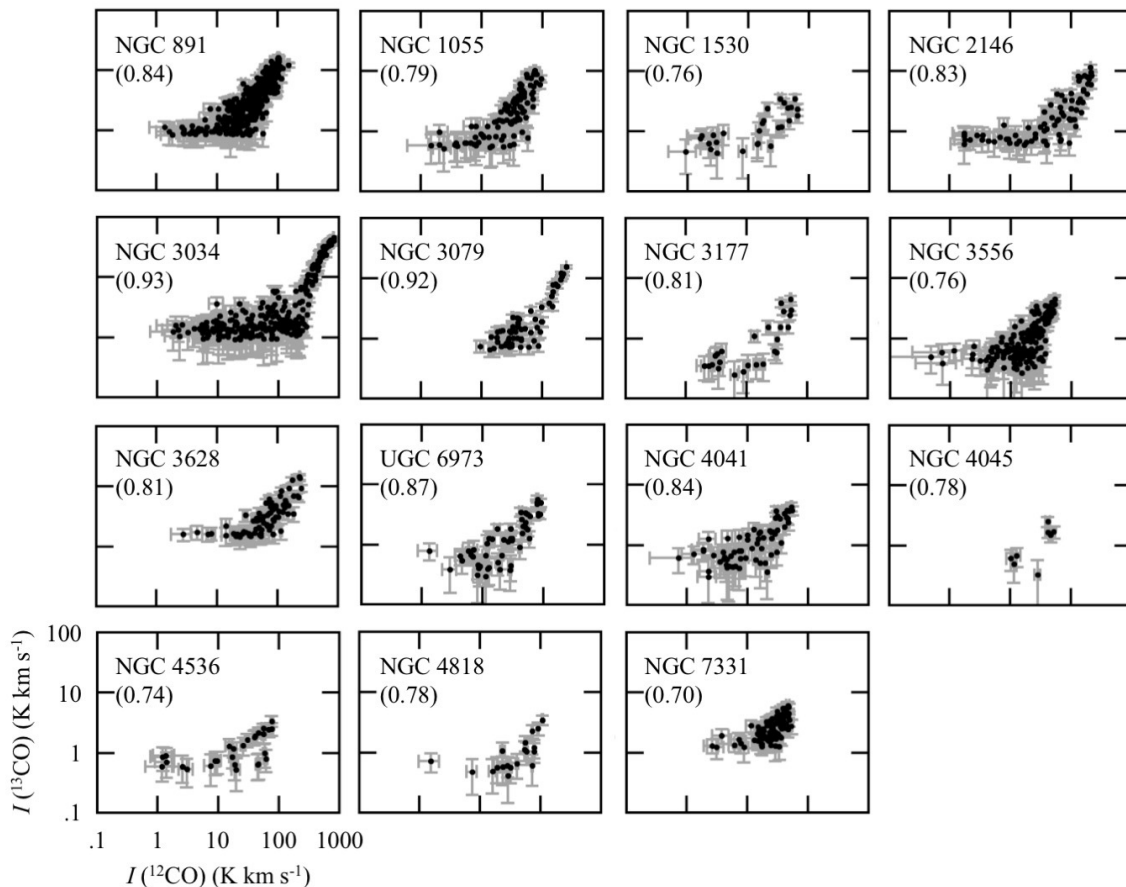 NGC 891
(0.84)
NGC 1055
(0.79)
NGC 1530
(0.76)
NGC 2146
(0.83)
NGC 3034
(0.93)
NGC 3079
(0.92)
NGC 3177
(0.81)
NGC 3556
(0.76)
NGC 3628
(0.81)
UGC 6973
(0.87)
NGC 4041
(0.84)
NGC 4045
(0.78)
NGC 4536
(0.74)
NGC 4818
(0.78)
NGC 7331
(0.70)
I (¹³CO) (K km s⁻¹)
100
10
1
.1
.1 1 10 100 1000
I (¹²CO) (K km s⁻¹)